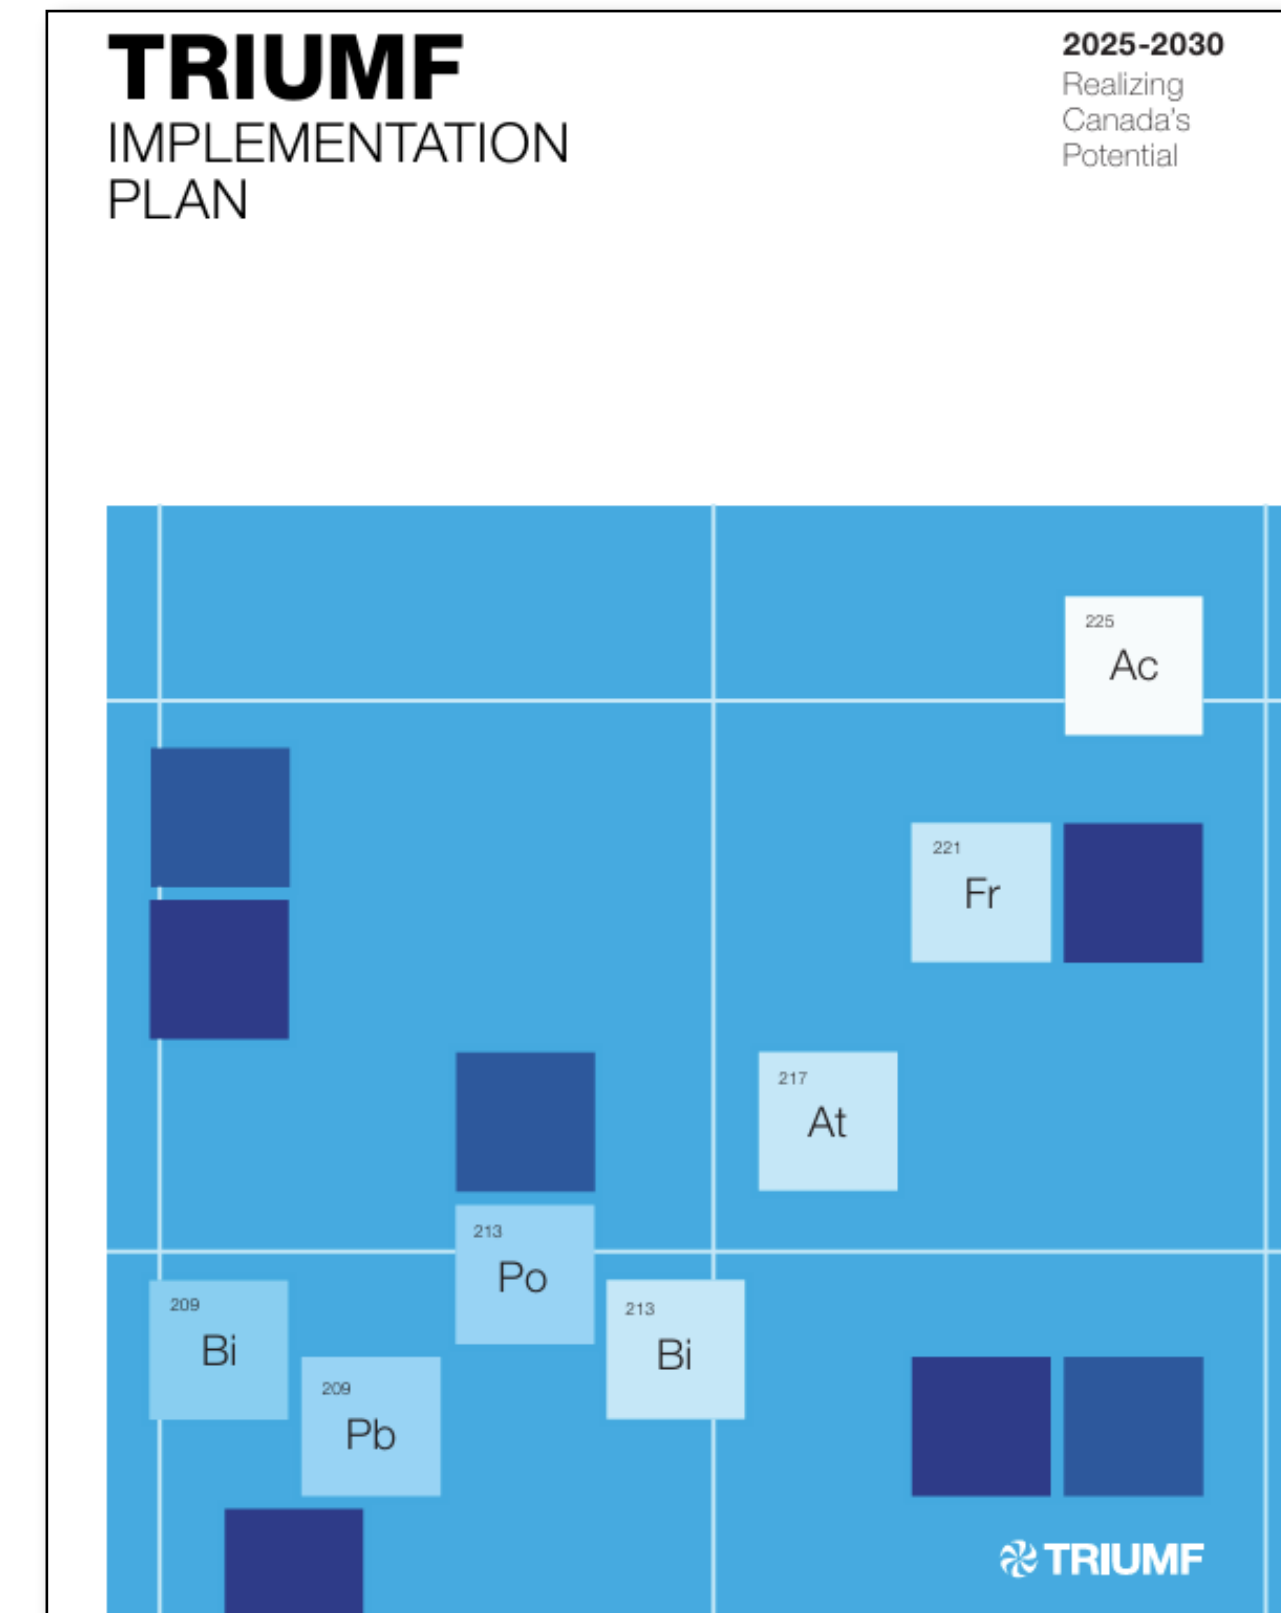 TRIUMF
IMPLEMENTATION
PLAN
2025-2030
Realizing
Canada's
Potential
225
Ac
221
Fr
217
At
213
Po
209
Bi
213
Bi
209
Pb
TRIUMF